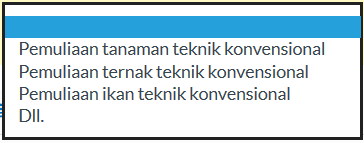 Pemuliaan tanaman teknik konvensional
Pemuliaan ternak teknik konvensional
Pemuliaan ikan teknik konvensional
Dll.